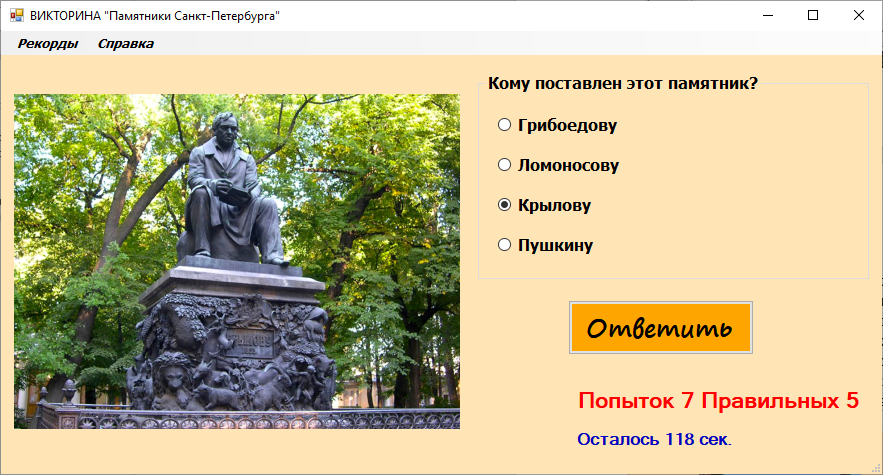 ВИКТОРИНА "Памятники Санкт-Петербурга"
Рекорды Справка
Кому поставлен этот памятник?
Грибоедову
Ломоносову
Крылову
Пушкину
Ответить
Попыток 7 Правильных 5
Осталось 118 сек.